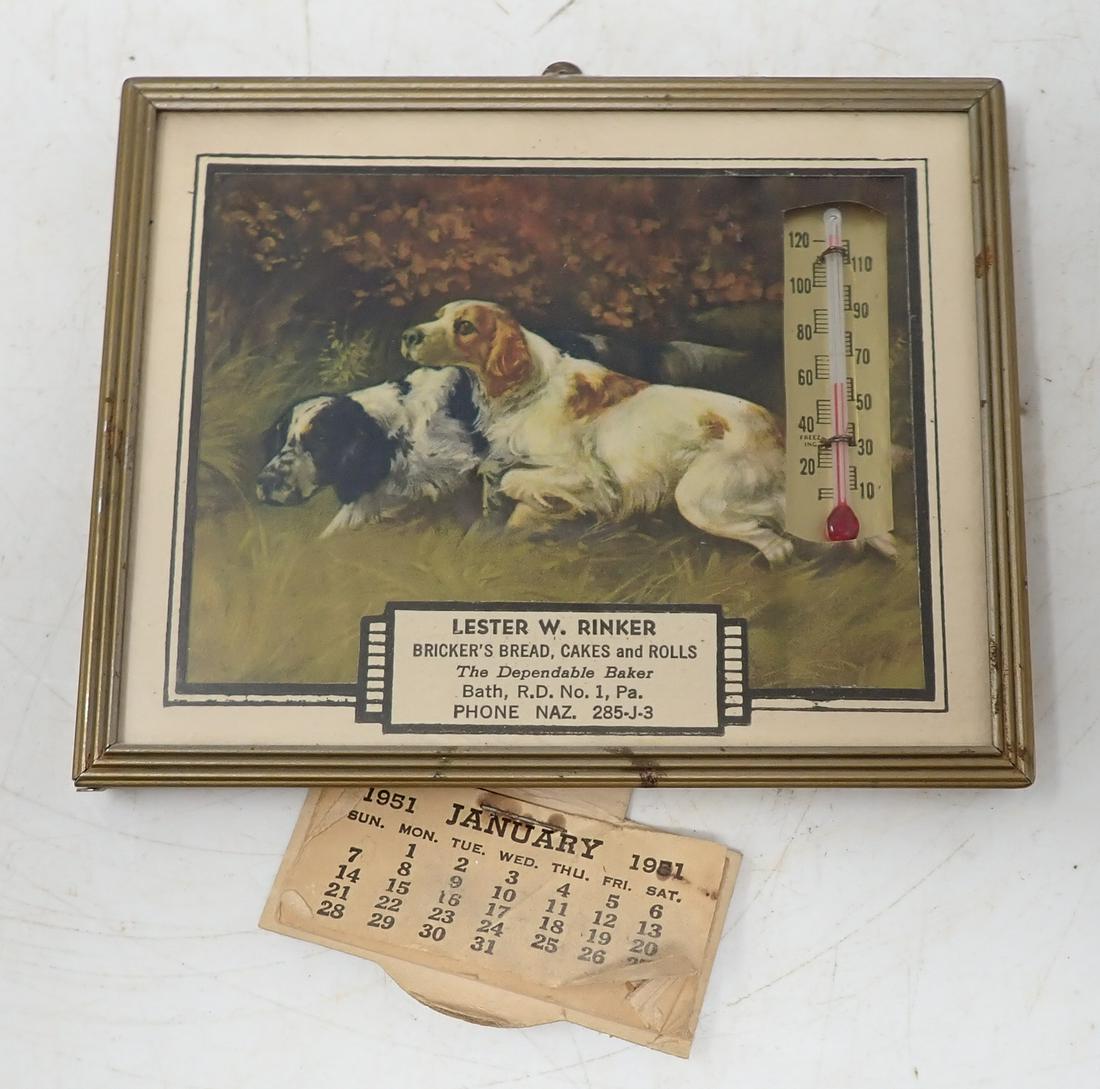 120
110
100
90
80
70
60
50
40
FREEZ
ING
30
20
10
LESTER W. RINKER
BRICKER'S BREAD, CAKES and ROLLS
The Dependable Baker
Bath, R.D. No. 1, Pa.
PHONE NAZ. 285-J-3
1951 JANUARY 1951
SUN. MON. TUE. WED. THU. FRI. SAT.
1 2 3 4 5 6
7 8 9 10 11 12 13
14 15 16 17 18 19 20
21 22 23 24 25 26
28 29 30 31